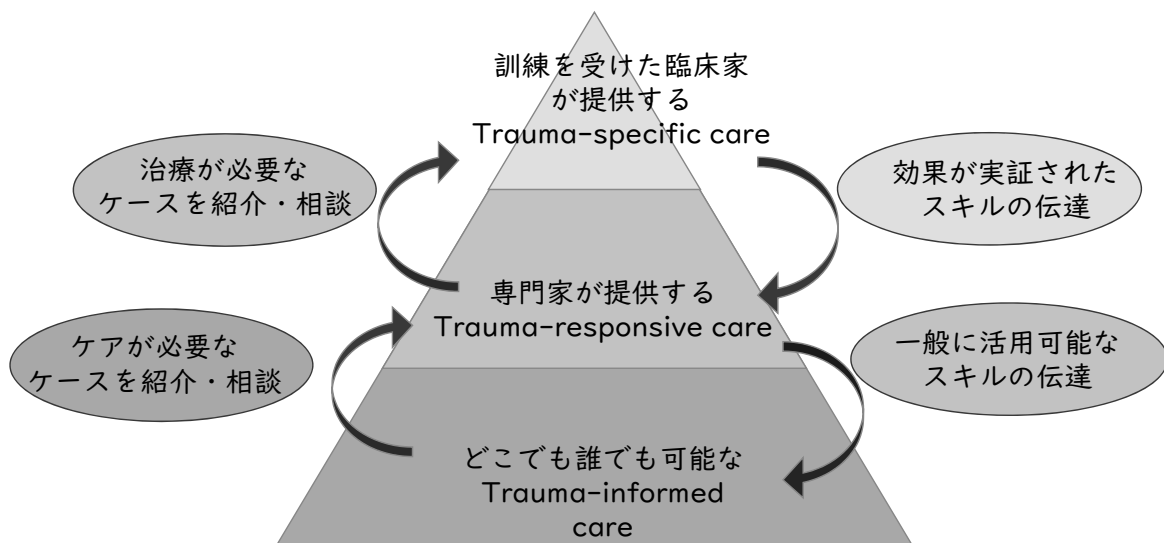 訓練を受けた臨床家
が提供する
Trauma-specific care
治療が必要な
ケースを紹介・相談
効果が実証された
スキルの伝達
専門家が提供する
Trauma-responsive care
ケアが必要な
ケースを紹介・相談
一般に活用可能な
スキルの伝達
どこでも誰でも可能な
Trauma-informed
care